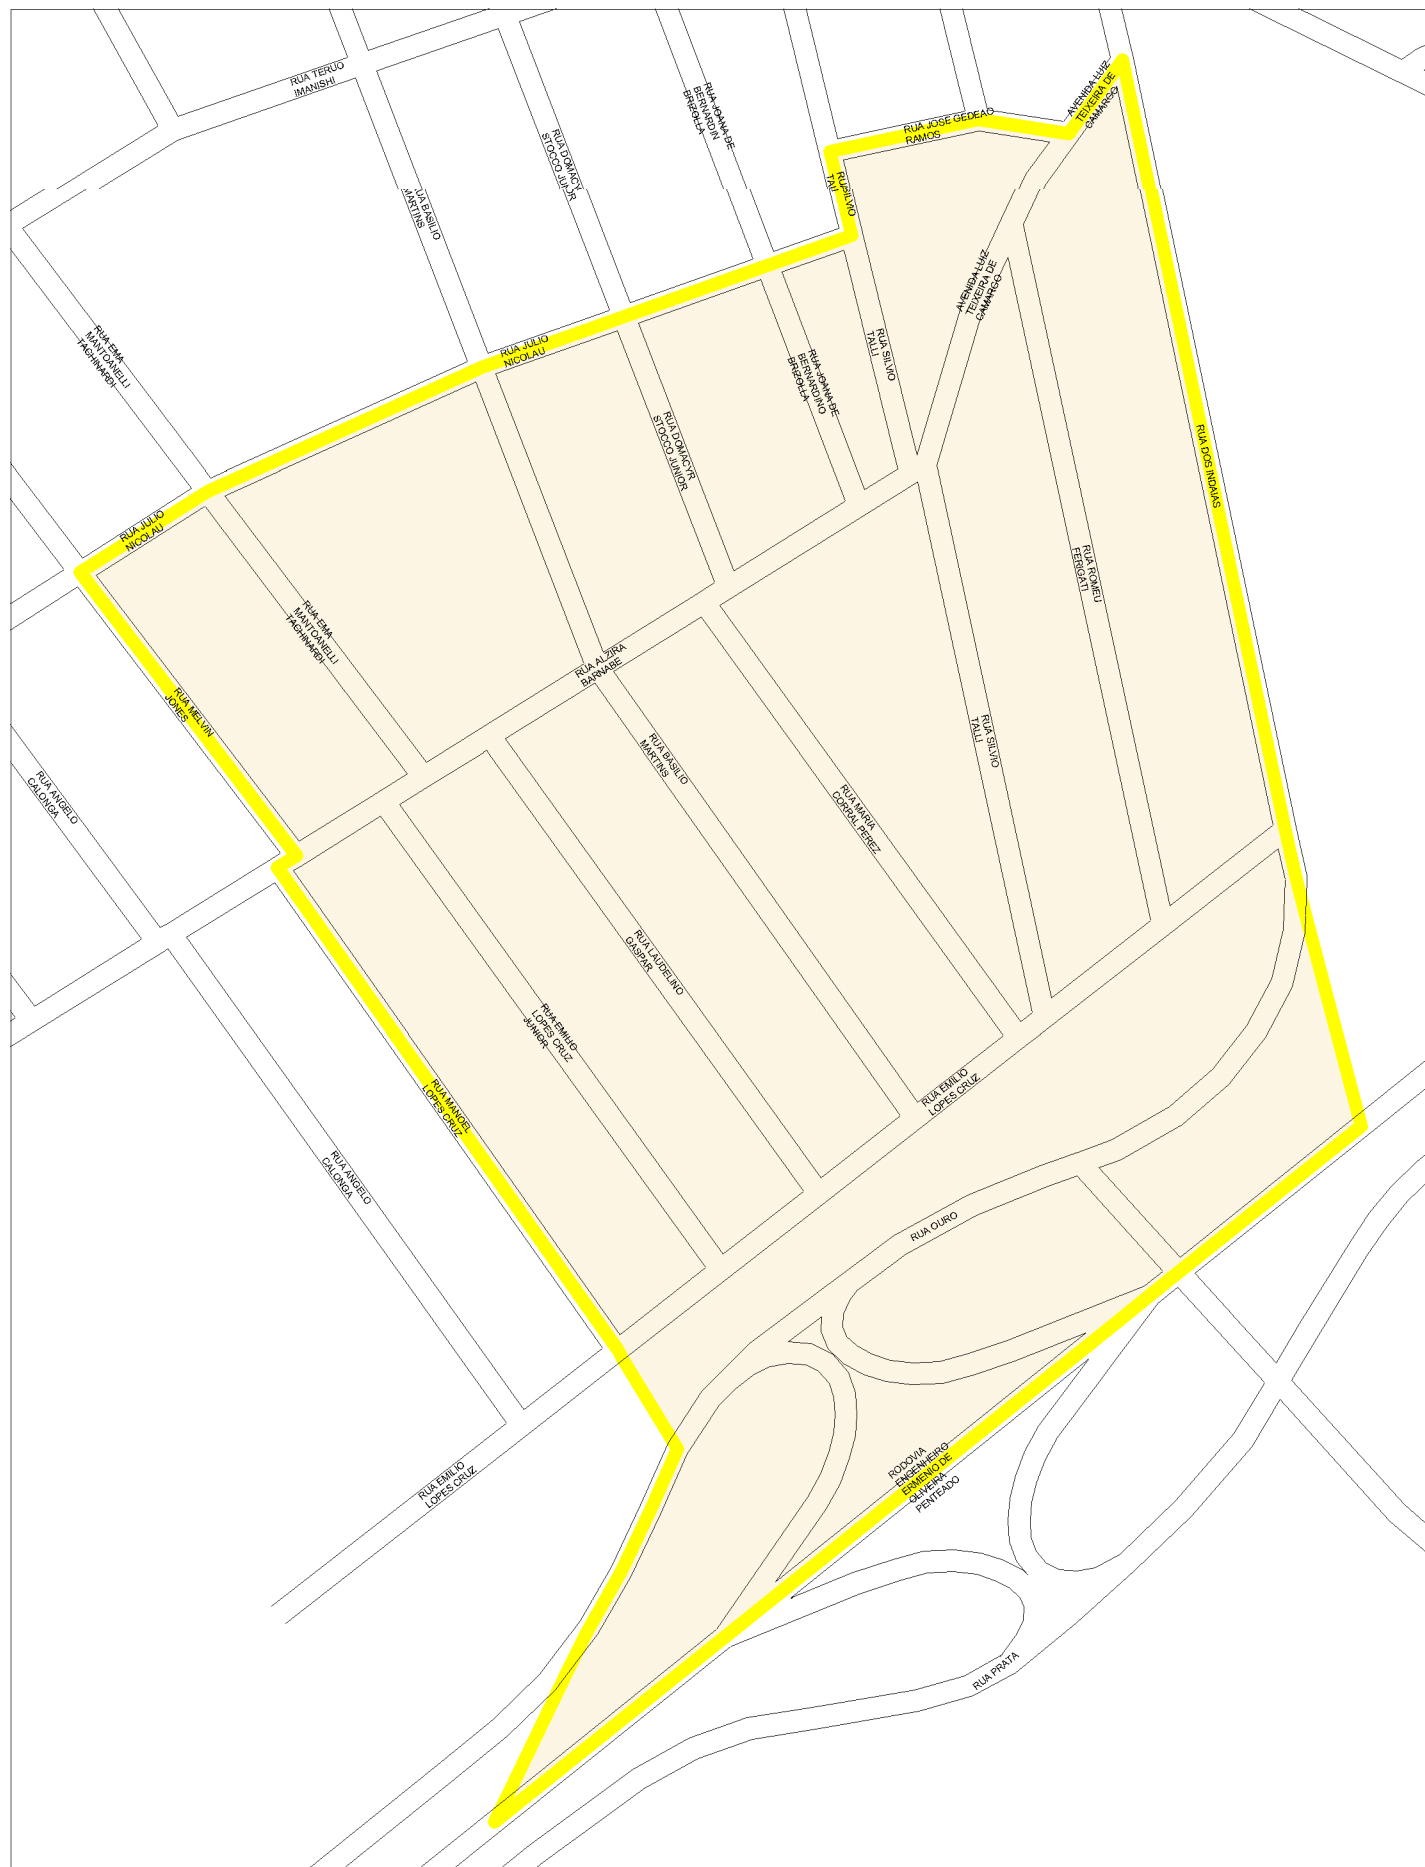 RUA TERUO
IMANISHI
RUA JOANA DE
BERNARDIN
BRIZOLLA
AVENIDA LUIZ
TEIXEIRA DE
CAMARGO
RUA JOSE GEDEAO
RAMOS
RUA DOMACY
STOCCO JUNIOR
RUA SILVIO
TALI
UA BASILIO
MARTINS
AVENIDA LUIZ
TEIXEIRA DE
CAMARGO
RUA EMA
MANTOANELLI
TACHINARDI
RUA JULIO
NICOLAU
RUA SILVIO
TALLI
RUA JOANA DE
BERNARDINO
BRIZOLLA
RUA DOMACYR
STOCCO JUNIOR
RUA DOS INDAIAS
RUA JULIO
NICOLAU
RUA ROMEU
FERIGATI
RUA EMA
MANTOANELLI
TACHINARDI
RUA ALZIRA
BARNABE
RUA MELVIN
JONES
RUA SILVIO
TALLI
RUA BASILIO
MARTINS
RUA ANGELO
CALONGA
RUA MARIA
CORRAL PEREZ
RUA LAUDELINO
GASPAR
RUA EMILIO
LOPES CRUZ
JUNIOR
RUA EMILIO
LOPES CRUZ
RUA MANOEL
LOPES CRUZ
RUA ANGELO
CALONGA
RUA OURO
RODOVIA
ENGENHEIRO
ERMENIO DE
OLIVEIRA
PENTEADO
RUA EMILIO
LOPES CRUZ
RUA PRATA